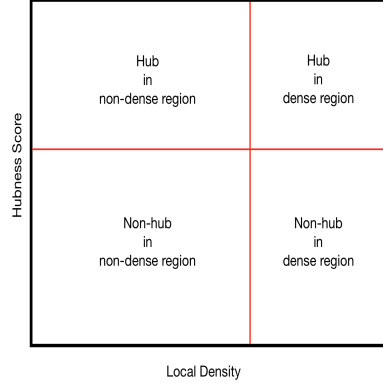 Hub
in
non-dense region
Hub
in
dense region
Hubness Score
Non-hub
in
non-dense region
Non-hub
in
dense region
Local Density